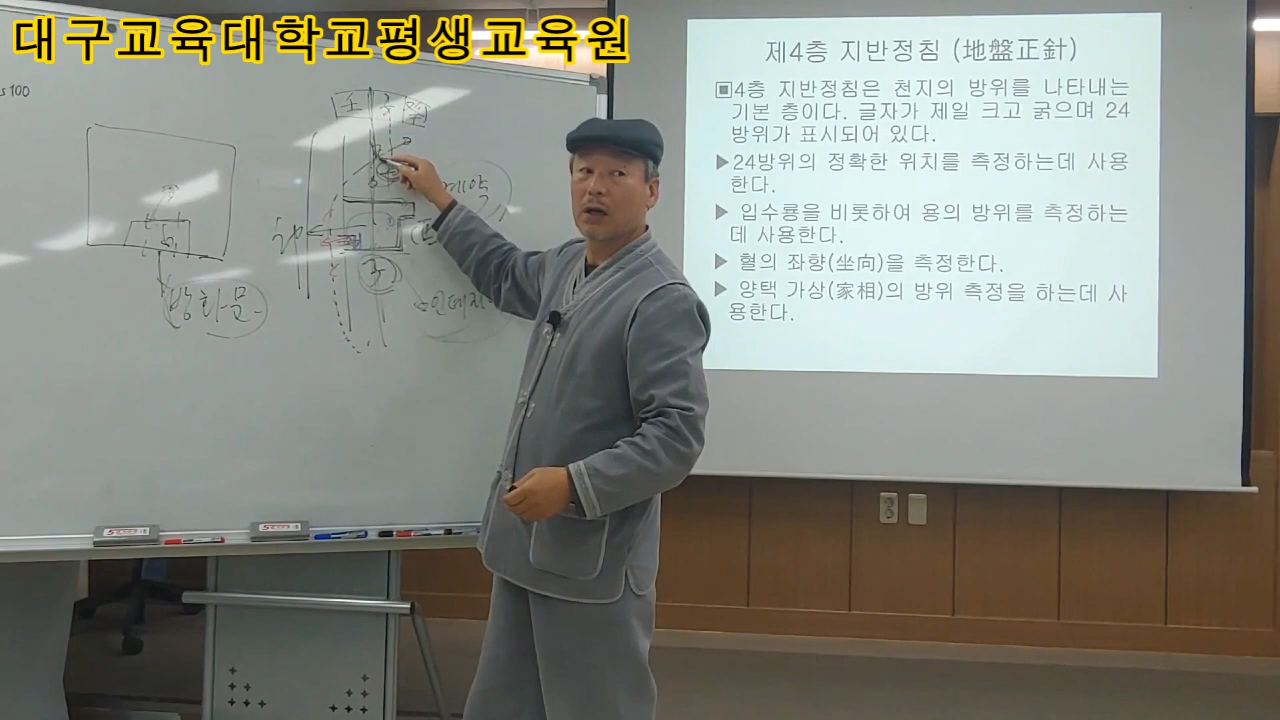 대구교육대학교평생교육원
제4층 지반정침 (地盤正針)
▣4층 지반정침은 천지의 방위를 나타내는
기본 층이다. 글자가 제일 크고 굵으며 24
방위가 표시되어 있다.
▶24방위의 정확한 위치를 측정하는데 사용
한다.
▶ 입수룡을 비롯하여 용의 방위를 측정하는
데 사용한다.
▶ 혈의 좌향(坐向)을 측정한다.
▶ 양택 가상(家相)의 방위 측정을 하는데 사
용한다.
100
壬
방화문